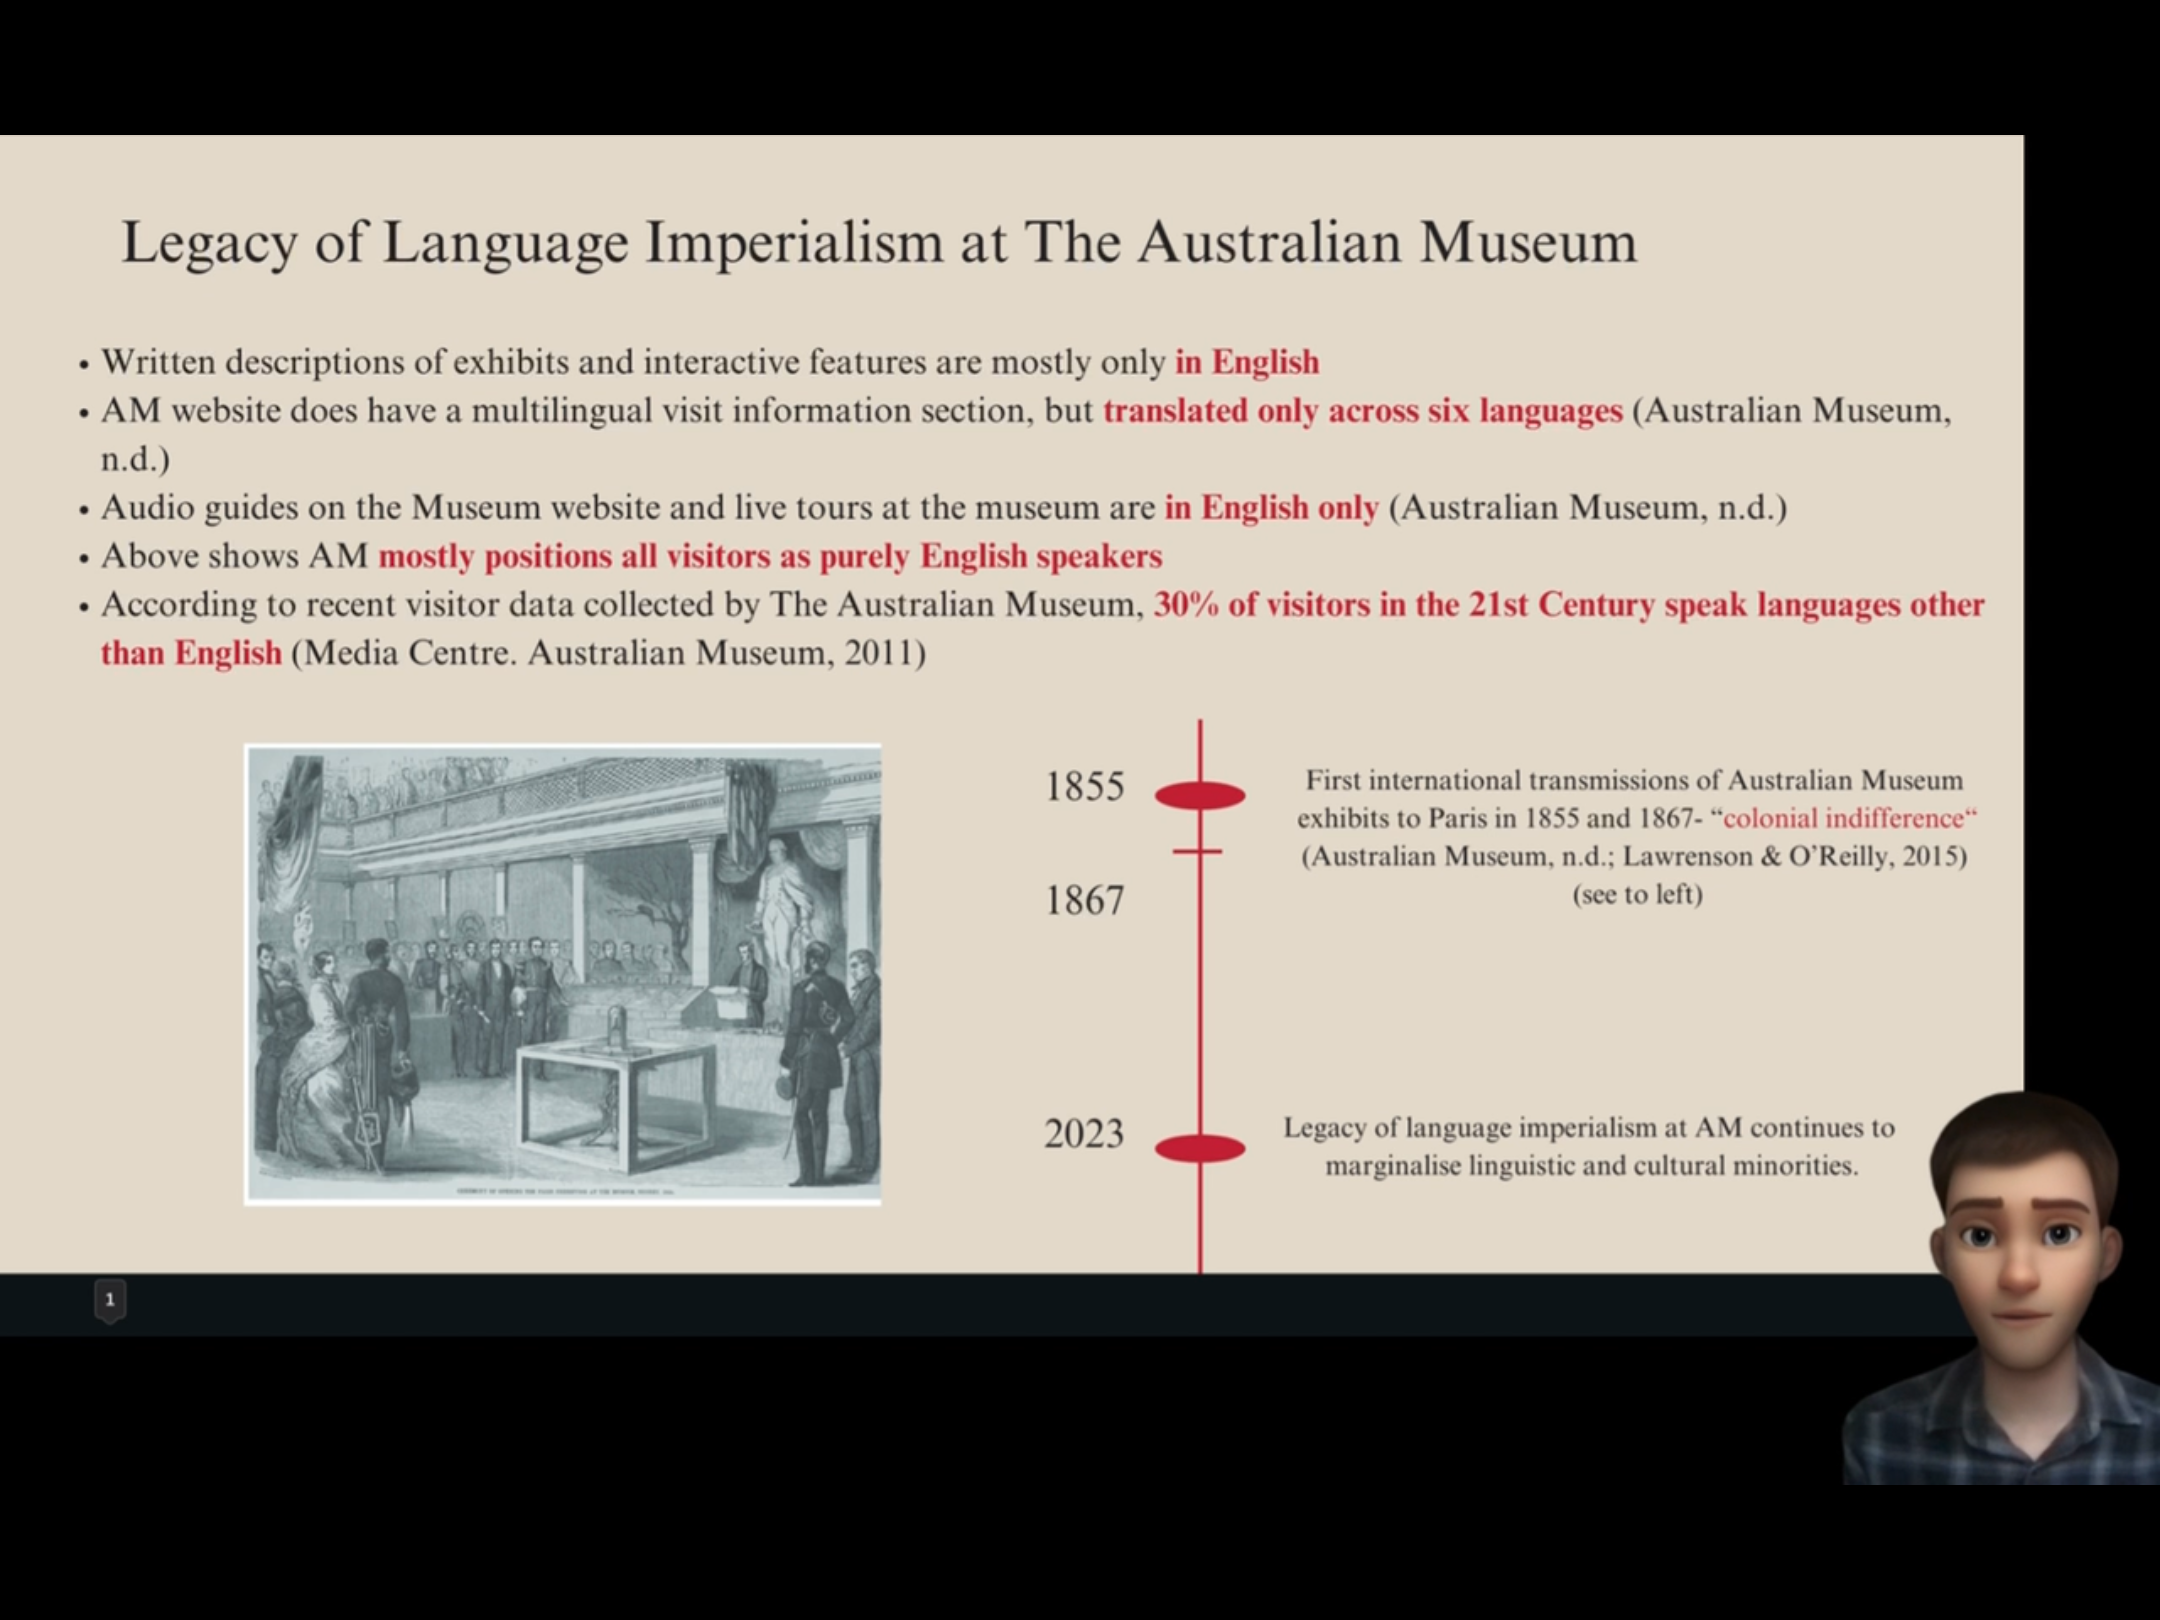 Legacy of Language Imperialism at The Australian Museum
• Written descriptions of exhibits and interactive features are mostly only in English
• AM website does have a multilingual visit information section, but translated only across six languages (Australian Museum,
n.d.)
• Audio guides on the Museum website and live tours at the museum are in English only (Australian Museum, n.d.)
• Above shows AM mostly positions all visitors as purely English speakers
• According to recent visitor data collected by The Australian Museum, 30% of visitors in the 21st Century speak languages other
than English (Media Centre. Australian Museum, 2011)
1855
First international transmissions of Australian Museum
exhibits to Paris in 1855 and 1867- “colonial indifference“
(Australian Museum, n.d.; Lawrenson & O’Reilly, 2015)
(see to left)
1867
2023
Legacy of language imperialism at AM continues to
marginalise linguistic and cultural minorities.
1